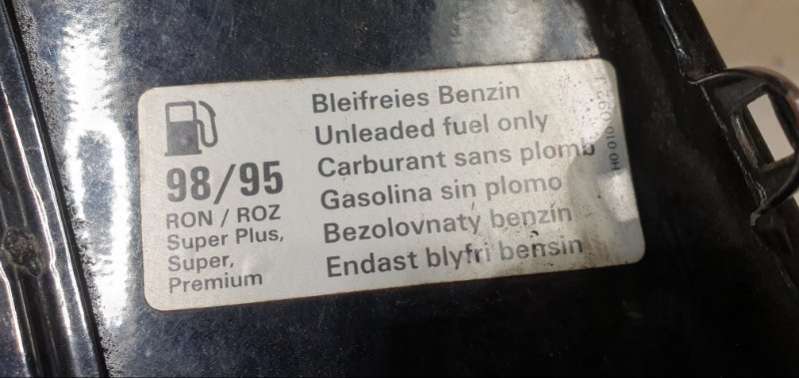 98/95
RON / ROZ
Super Plus,
Super,
Premium
Bleifreies Benzin
Unleaded fuel only
Carburant sans plomb
Gasolina sin plomo
Bezolovnatý benzín
Endast blyfri bensin